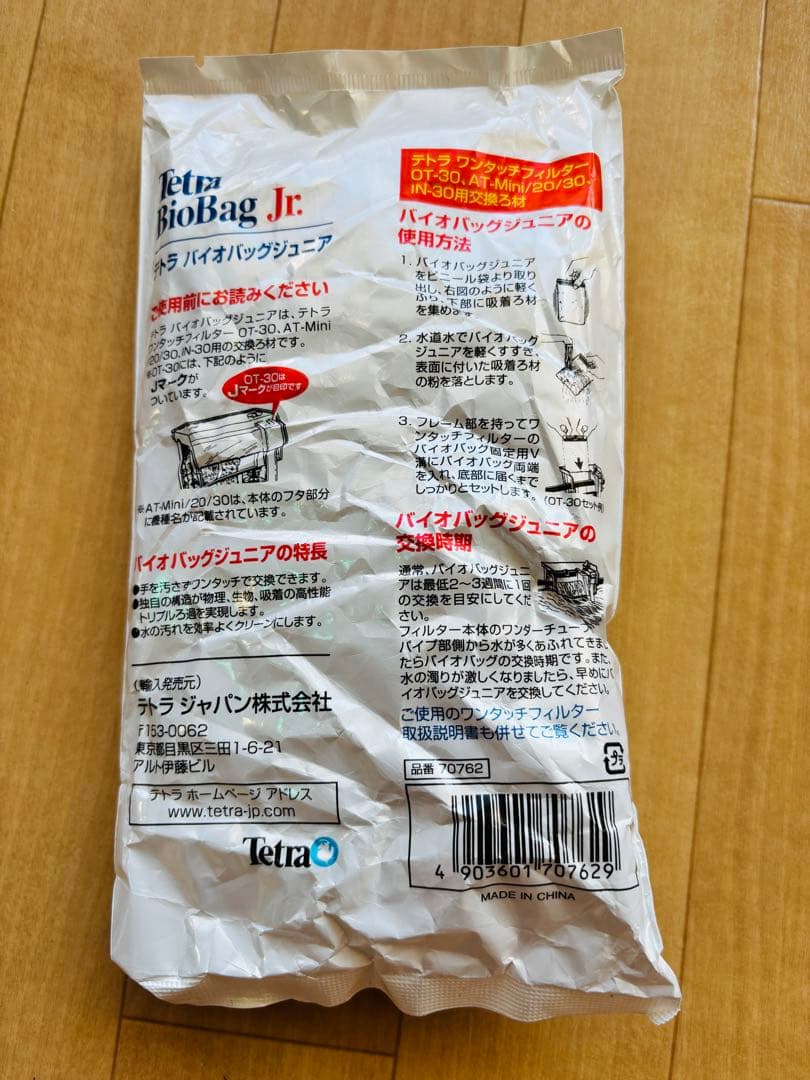 Tetra
BioBag Jr.
テトラ バイオバッグジュニア
ご使用前にお読みください
テトラ バイオバッグジュニアは、テトラ
ワンタッチフィルター OT-30、AT-Mini
/20/30、IN-30用の交換ろ材です。
※OT-30には、下記のように
Jマークが
ついています。
OT-30は
Jマークが目印です
※AT-Mini/20/30は、本体のフタ部分
に機種名が記載されています。
バイオバッグジュニアの特長
●手を汚さずワンタッチで交換できます。
●独自の構造が物理、生物、吸着の高性能
トリプルろ過を実現します。
●水の汚れを効率よくクリーンにします。
(輸入発売元)
テトラ ジャパン株式会社
〒153-0062
東京都目黒区三田1-6-21
アルト伊藤ビル
テトラ ホームページ アドレス
www.tetra-jp.com
Tetra
テトラ ワンタッチフィルター
OT-30、AT-Mini/20/30、
IN-30用交換ろ材
バイオバッグジュニアの
使用方法
1. バイオバッグジュニア
をビニール袋より取り
出し、右図のように軽く
ふり、下部に吸着ろ材
を集めます。
2. 水道水でバイオバッグ
ジュニアを軽くすすぎ、
表面に付いた吸着ろ材
の粉を落とします。
3. フレーム部を持ってワ
ンタッチフィルターの
バイオバッグ固定用V
溝にバイオバッグ両端
を入れ、底部に届くまで
しっかりとセットします。
(OT-30セット例)
バイオバッグジュニアの
交換時期
通常、バイオバッグジュニ
アは最低2～3週間に1回
の交換を目安にしてくだ
さい。
フィルター本体のワンダーチューブ
パイプ部側から水が多くあふれてきまし
たらバイオバッグの交換時期です。また、
水の濁りが激しくなりましたら、早めにバ
イオバッグジュニアを交換してください。
ご使用のワンタッチフィルター
取扱説明書も併せてご覧ください。
品番 70762
プラ
4 903601 707629
MADE IN CHINA